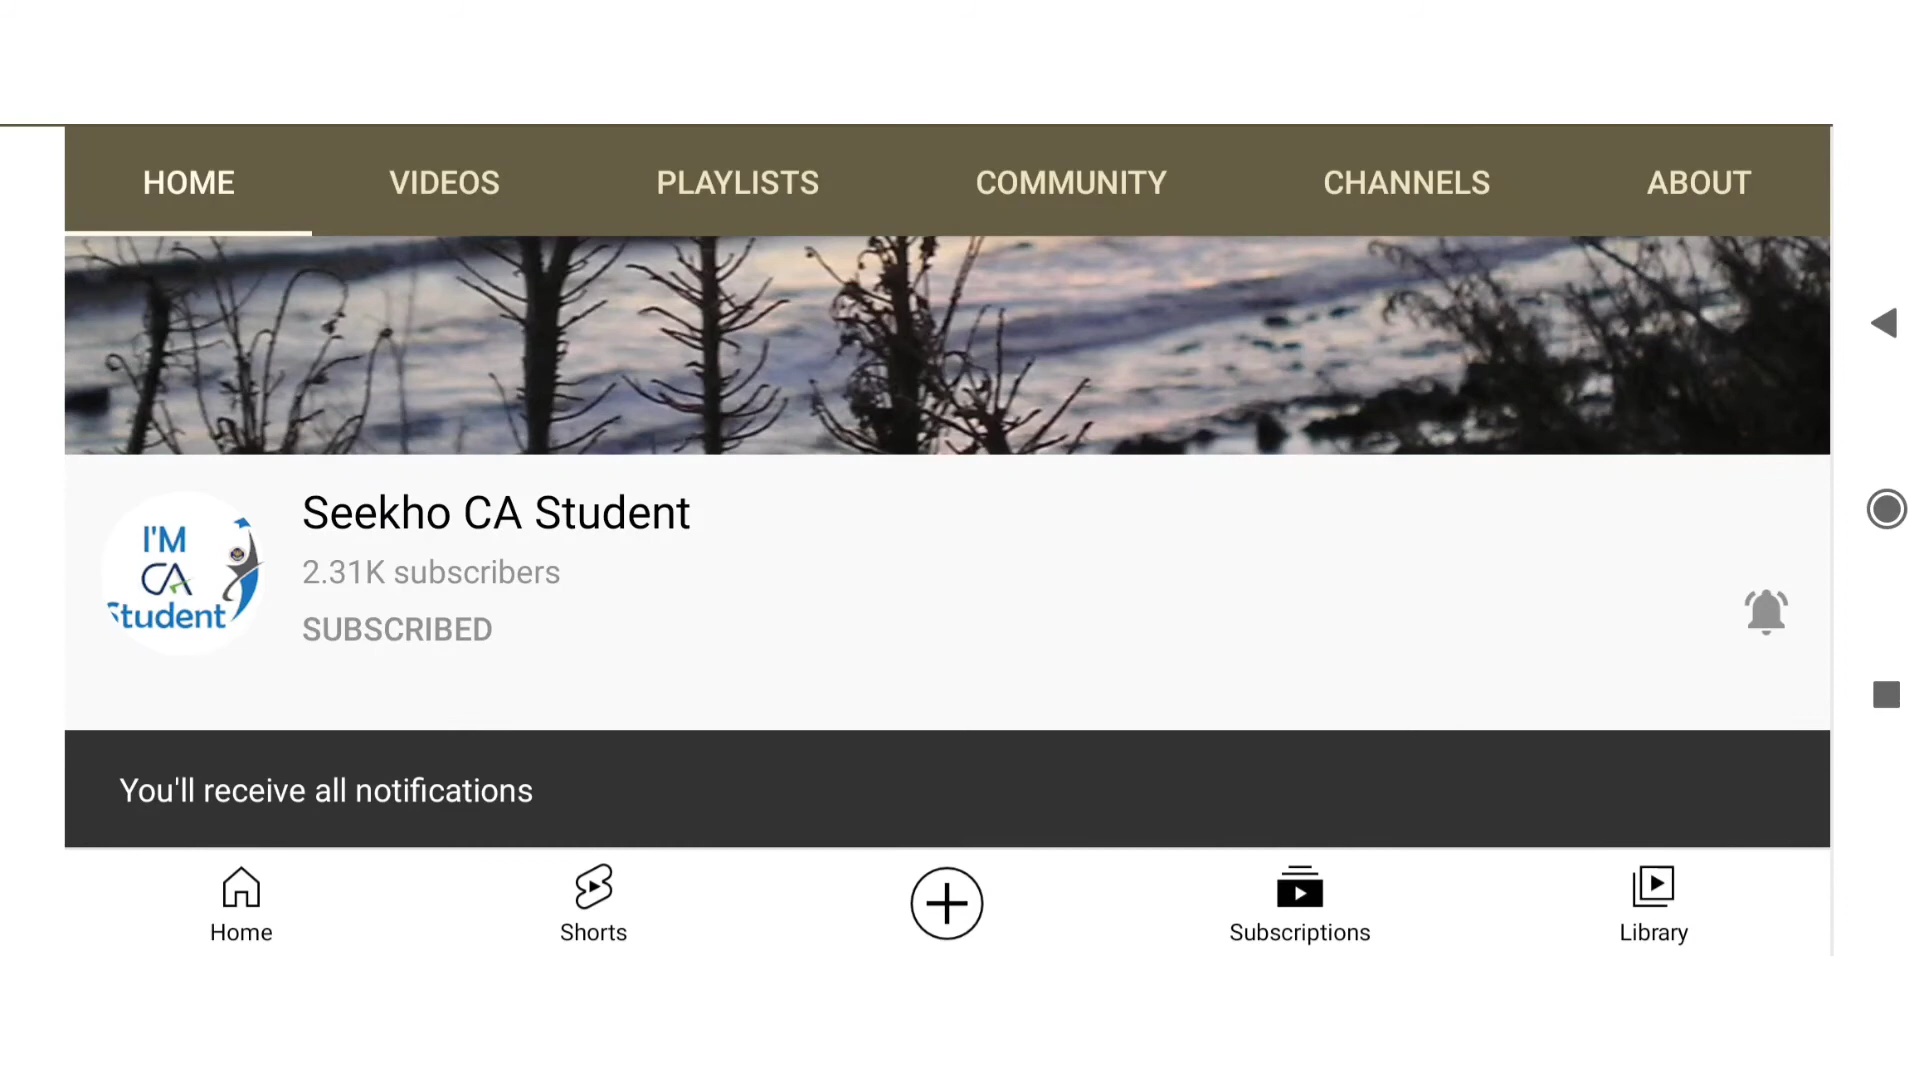 HOME VIDEOS PLAYLISTS COMMUNITY CHANNELS ABOUT
I'M
CA
Student
Seekho CA Student
2.31K subscribers
SUBSCRIBED
You'll receive all notifications
Home Shorts Subscriptions Library